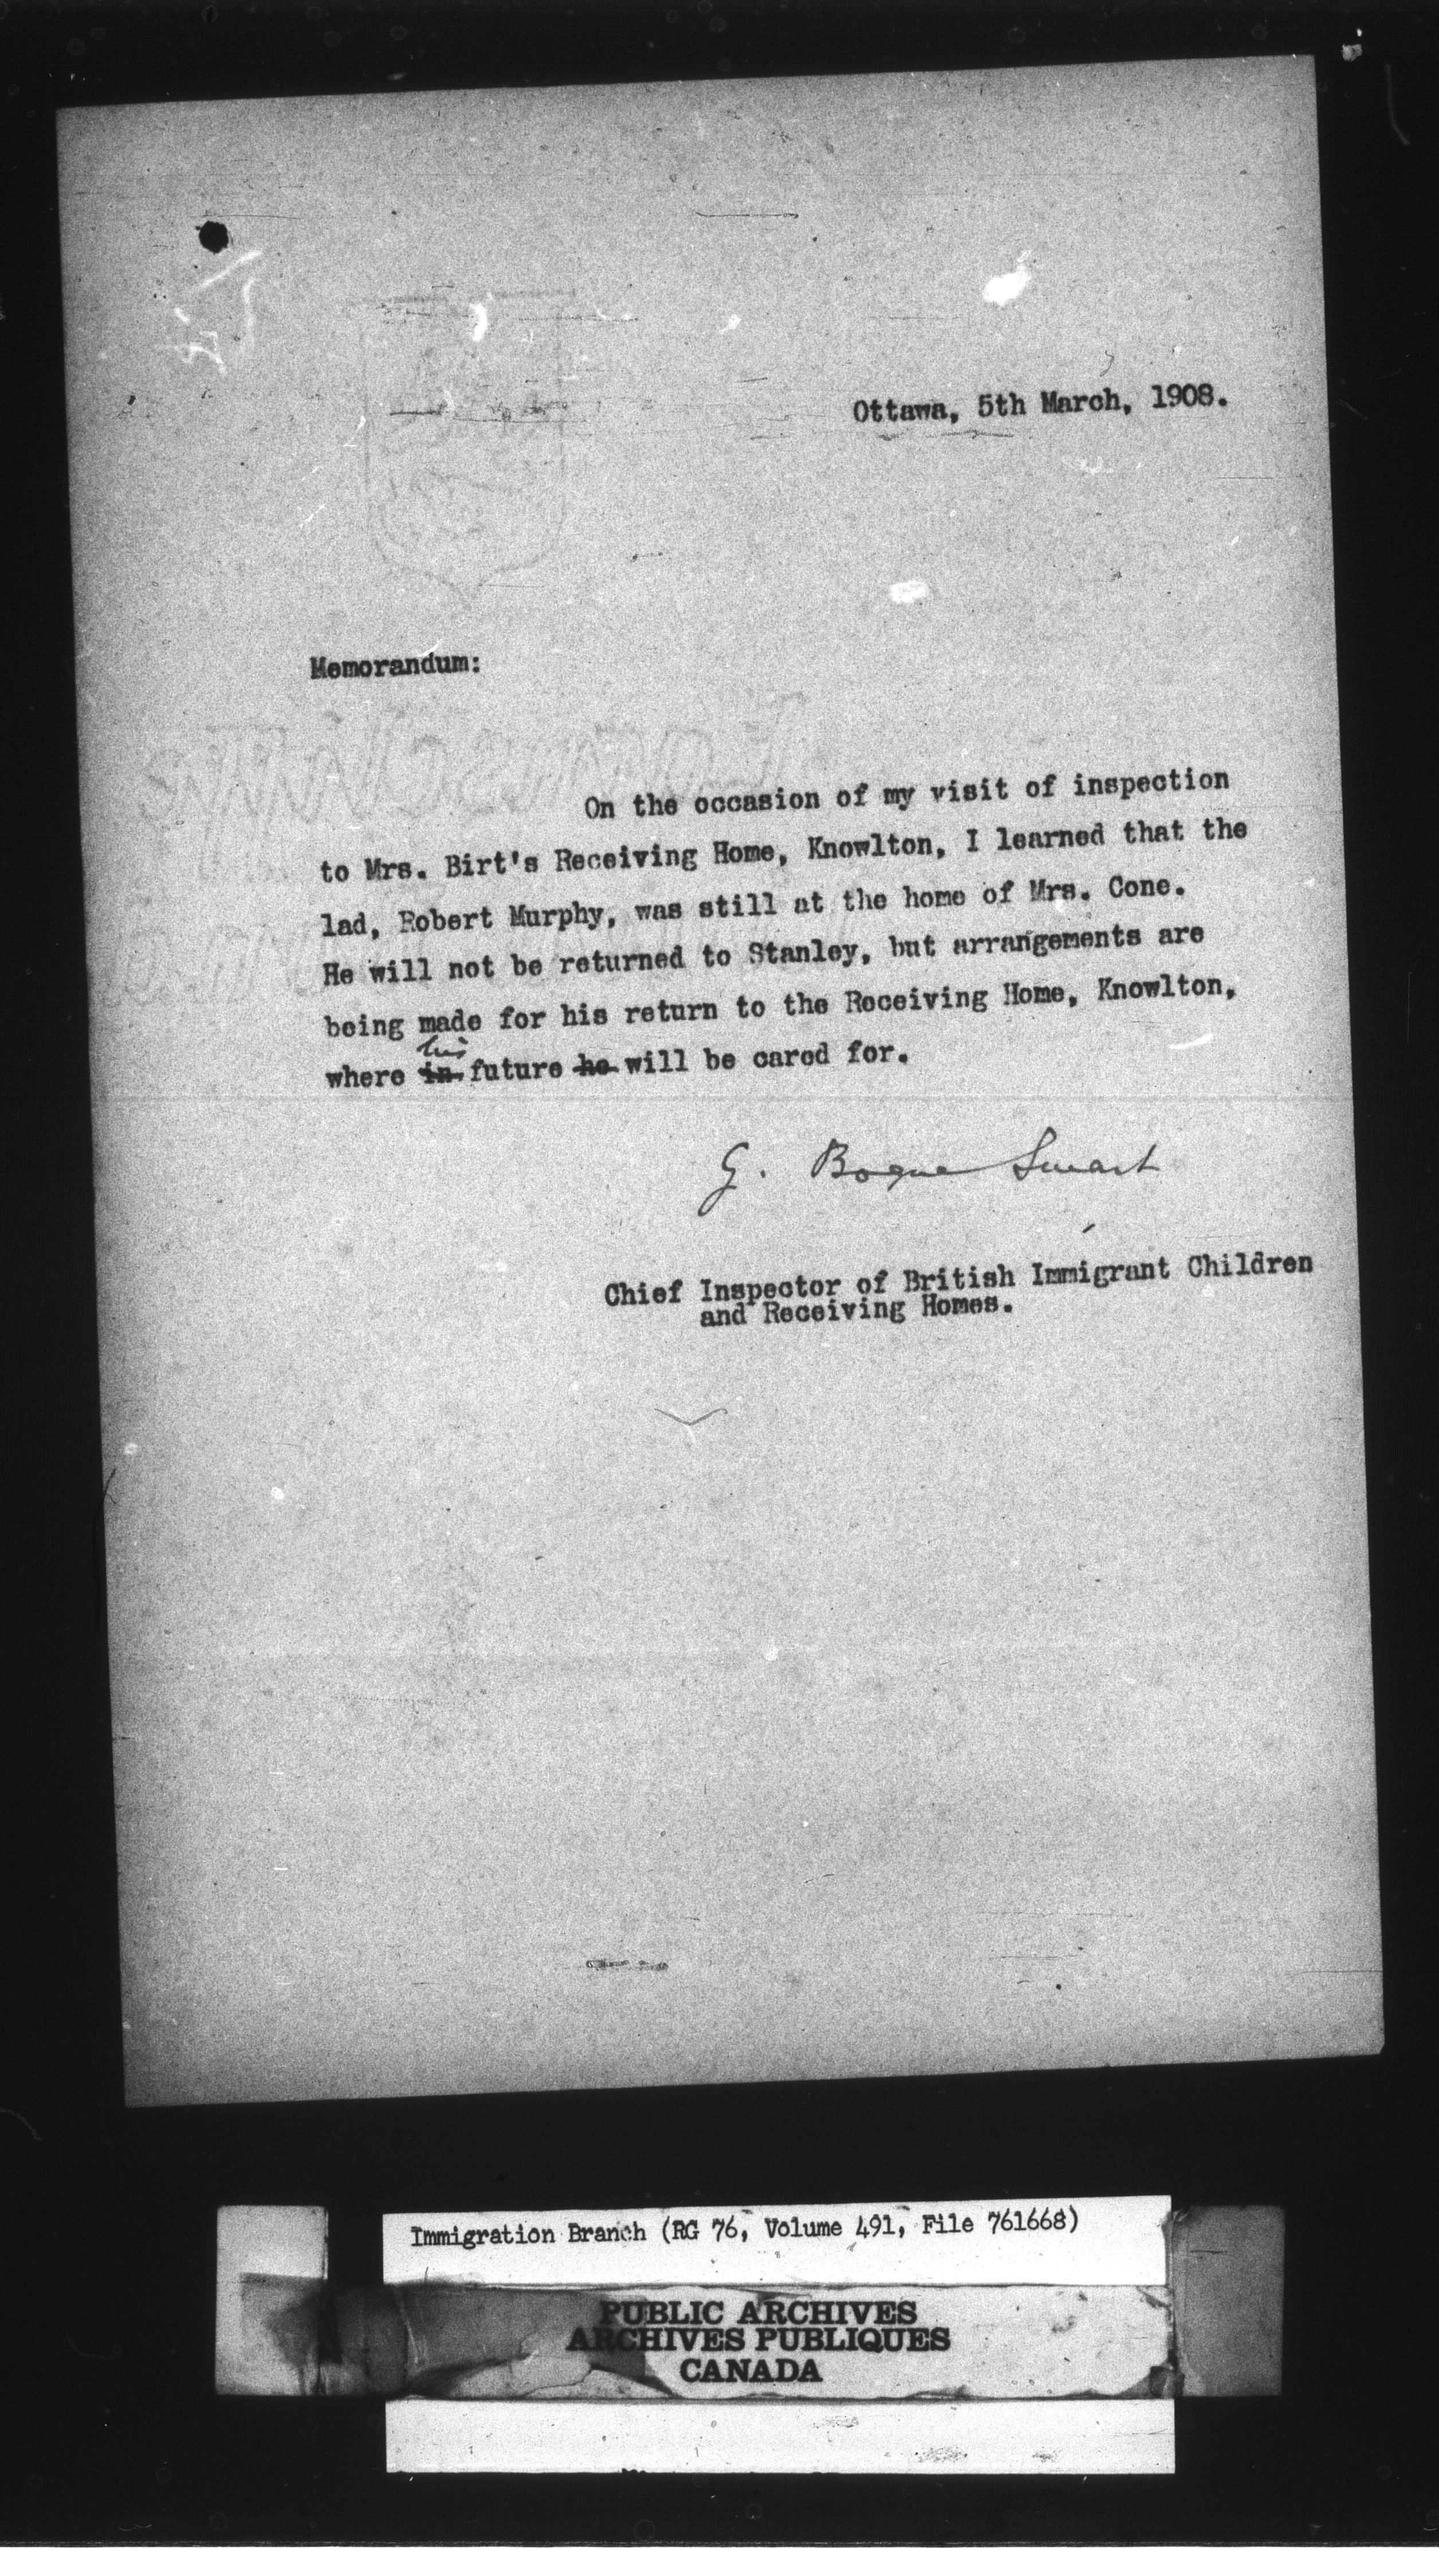 Ottawa, 5th March, 1908.
Memorandum:
On the occasion of my visit of inspection
to Mrs. Birt's Receiving Home, Knowlton, I learned that the
lad, Robert Murphy, was still at the home of Mrs. Cone.
He will not be returned to Stanley, but arrangements are
being made for his return to the Receiving Home, Knowlton,
his
where in future he will be cared for.
G. Bogue Smart
Chief Inspector of British Immigrant Children
and Receiving Homes.
Immigration Branch (RG 76, Volume 491, File 761668)
PUBLIC ARCHIVES
ARCHIVES PUBLIQUES
CANADA